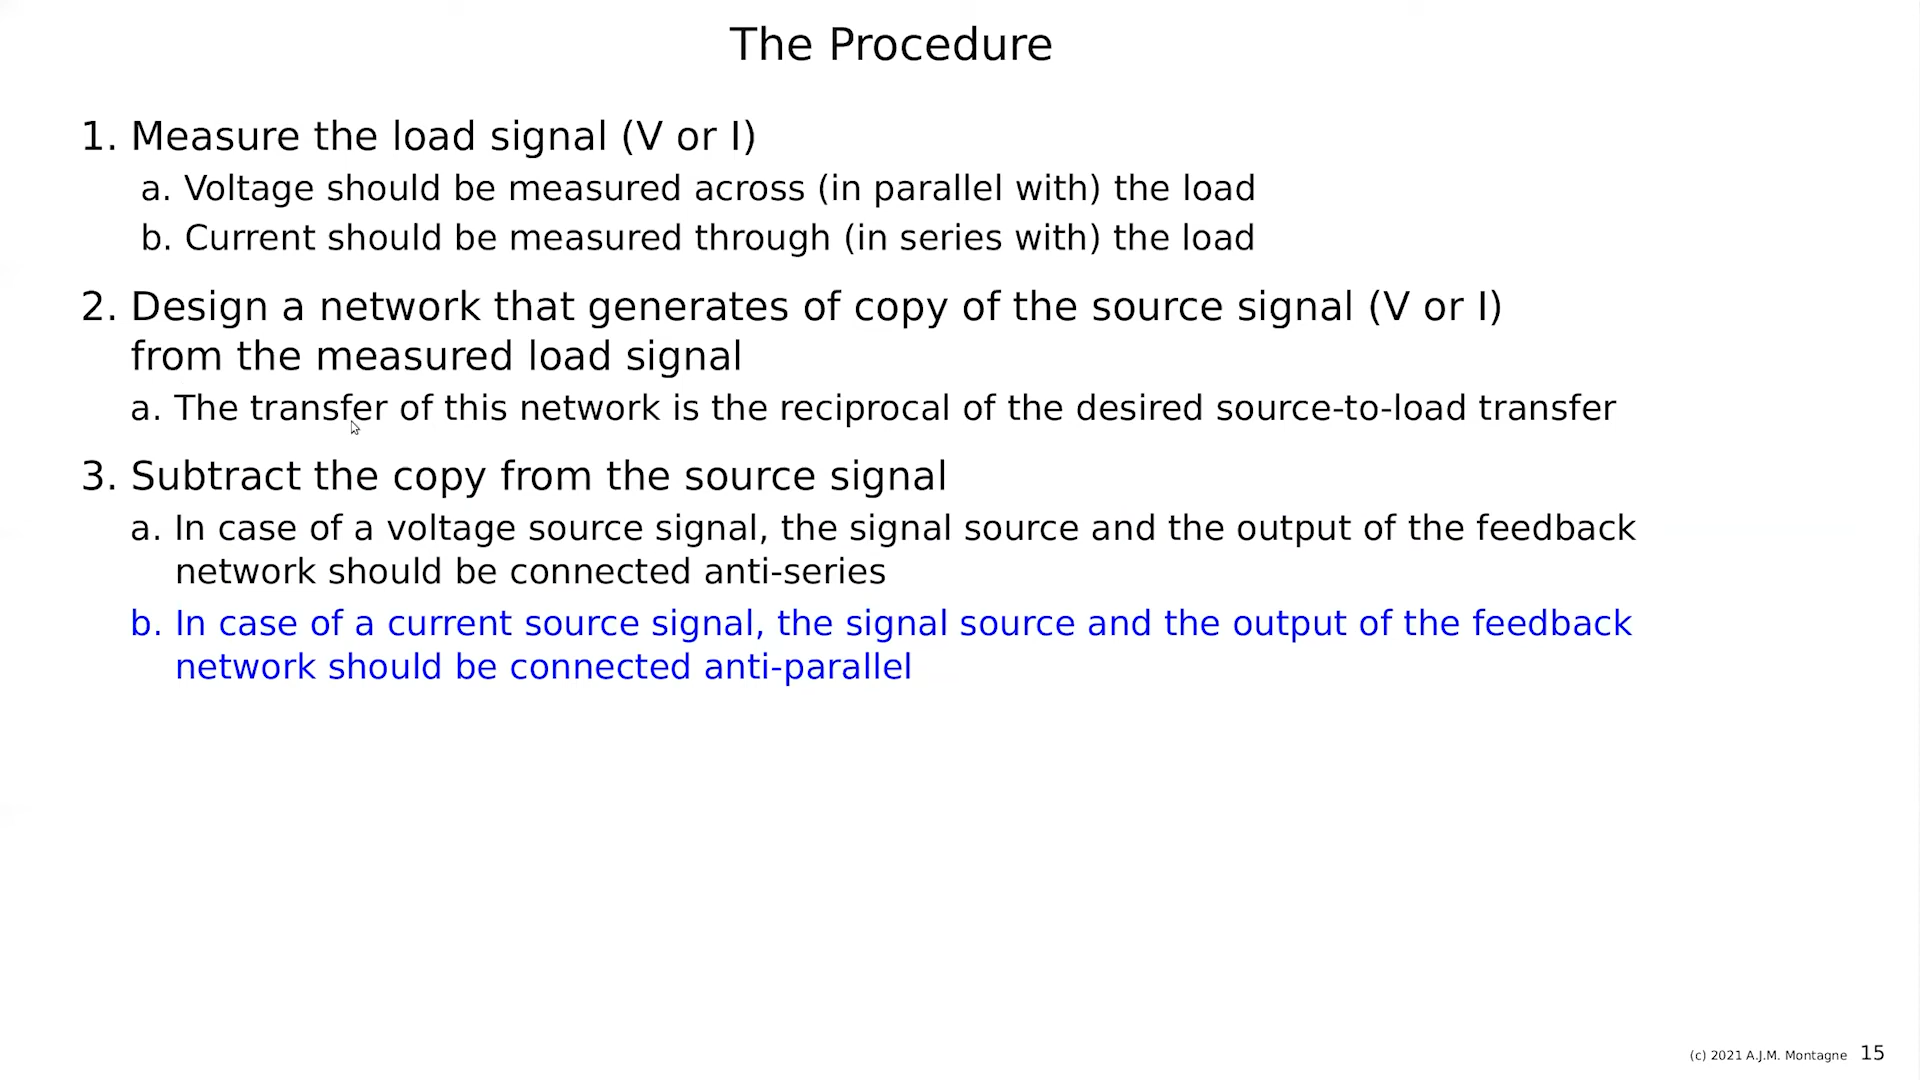 The Procedure
1. Measure the load signal (V or I)
a. Voltage should be measured across (in parallel with) the load
b. Current should be measured through (in series with) the load
2. Design a network that generates of copy of the source signal (V or I)
from the measured load signal
a. The transfer of this network is the reciprocal of the desired source-to-load transfer
3. Subtract the copy from the source signal
a. In case of a voltage source signal, the signal source and the output of the feedback
network should be connected anti-series
b. In case of a current source signal, the signal source and the output of the feedback
network should be connected anti-parallel
(c) 2021 A.J.M. Montagne 15